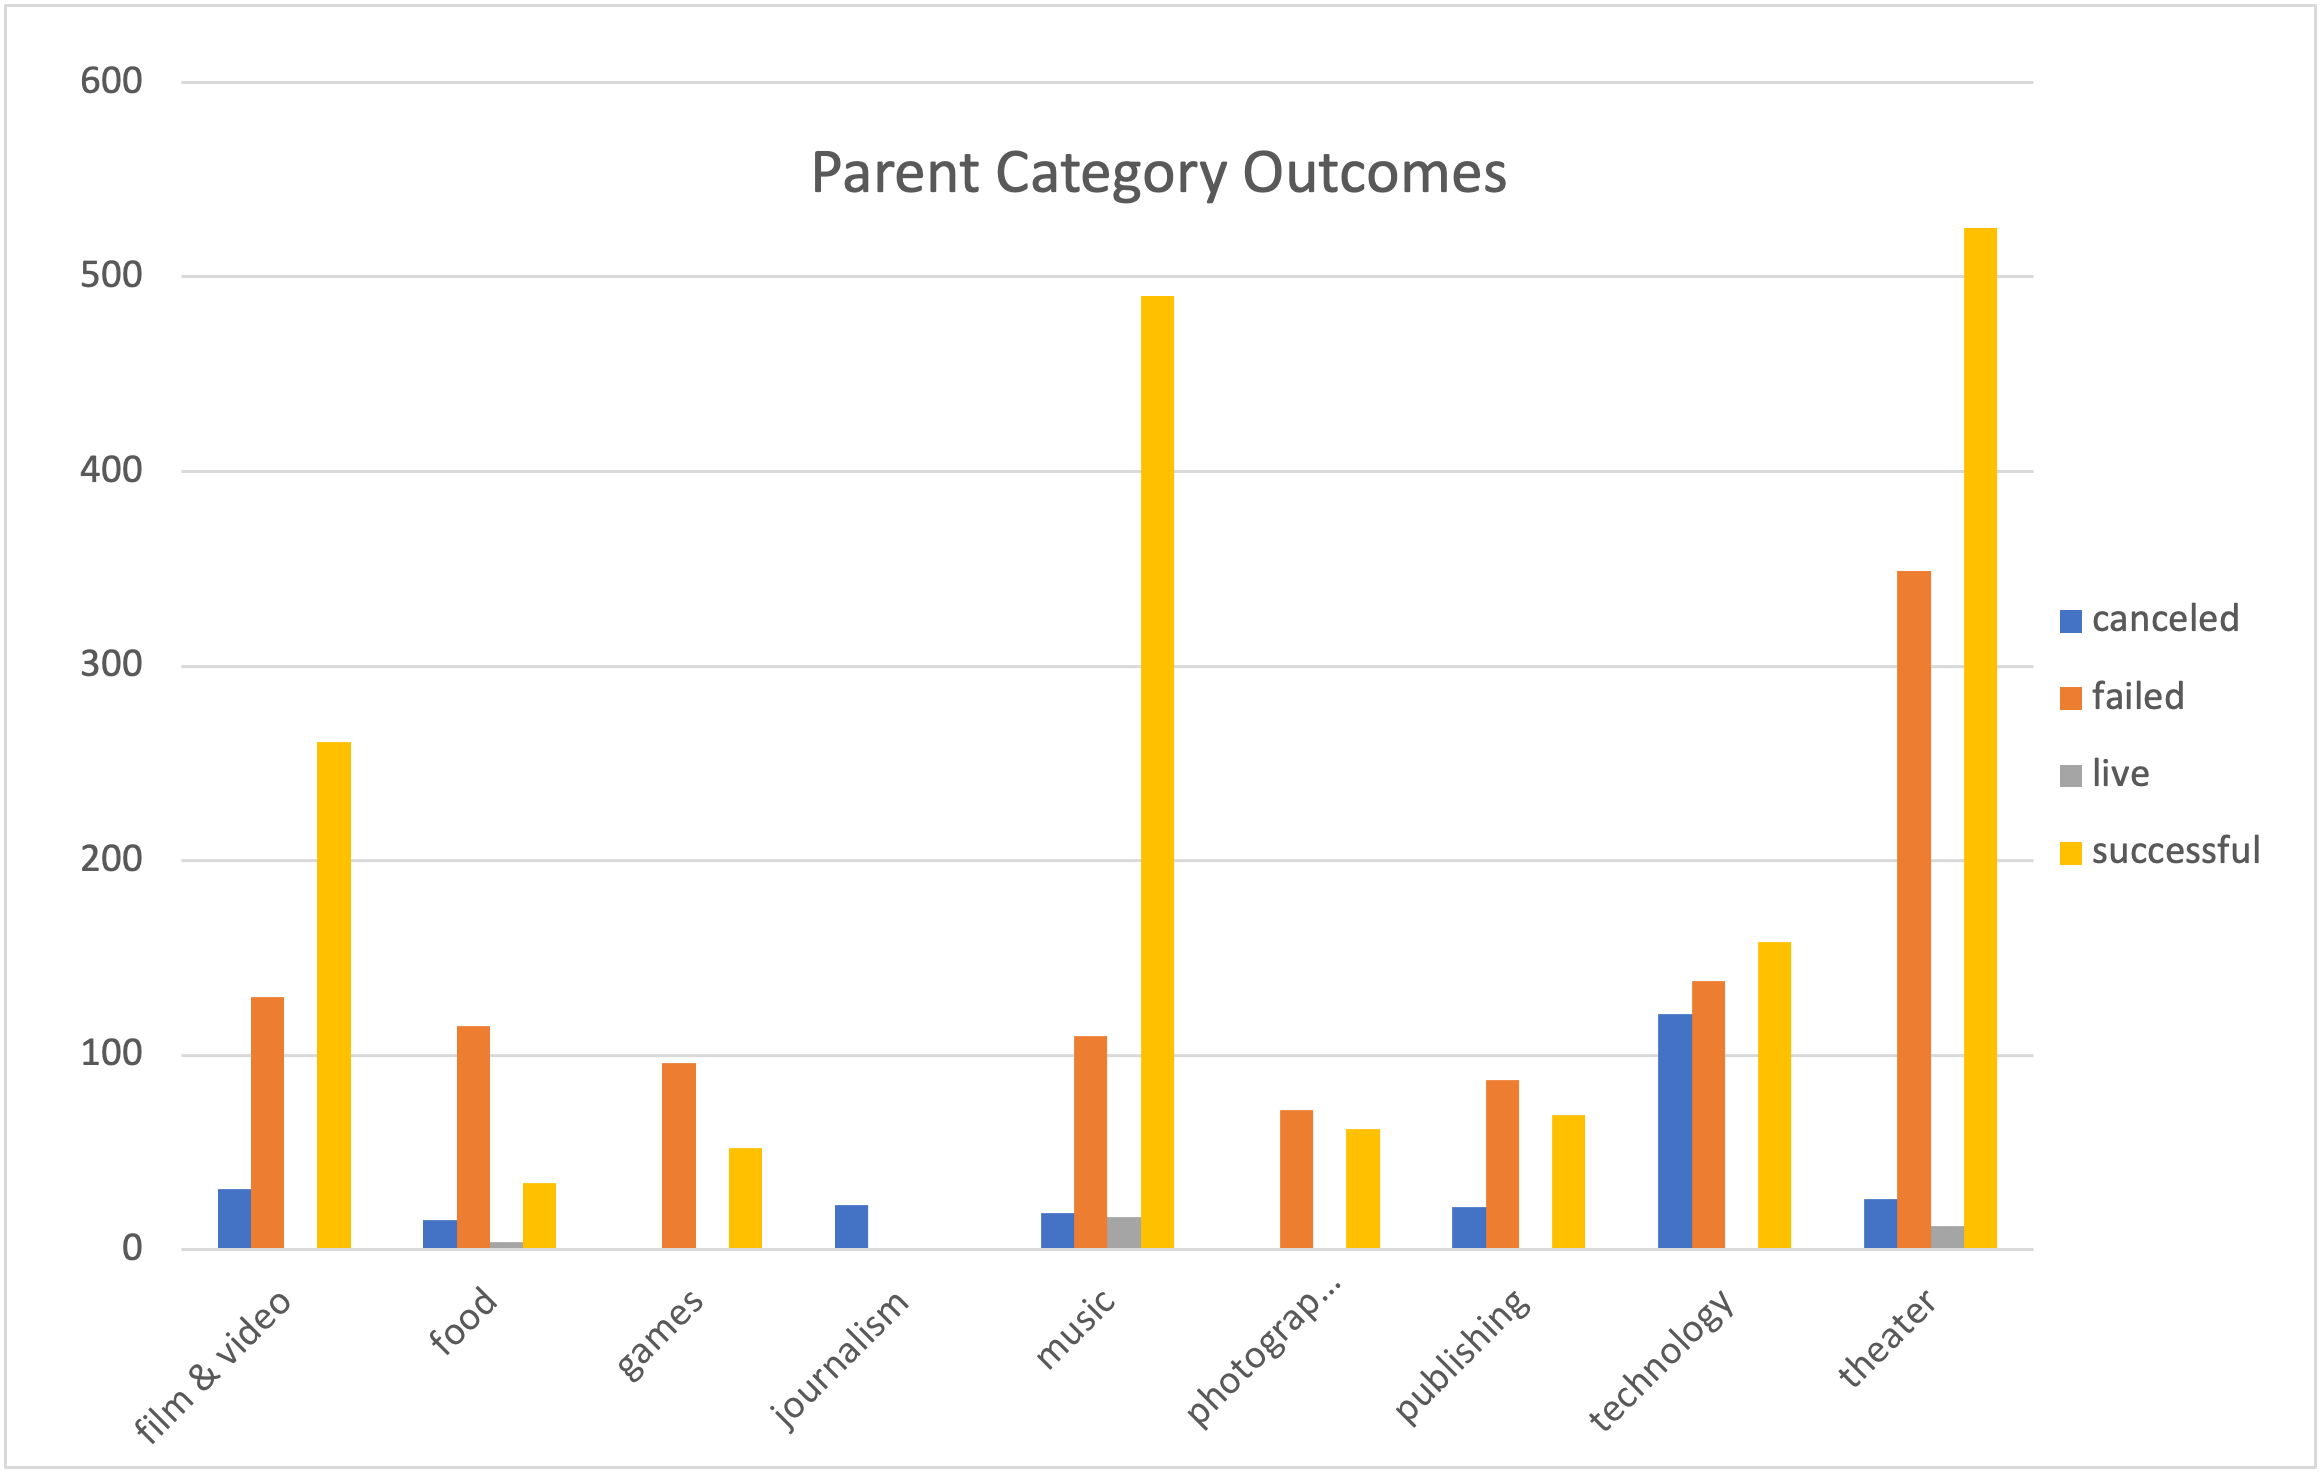 Parent Category Outcomes
600
500
400
300
200
100
0
film & video
food
games
journalism
music
photograp...
publishing
technology
theater
canceled
failed
live
successful